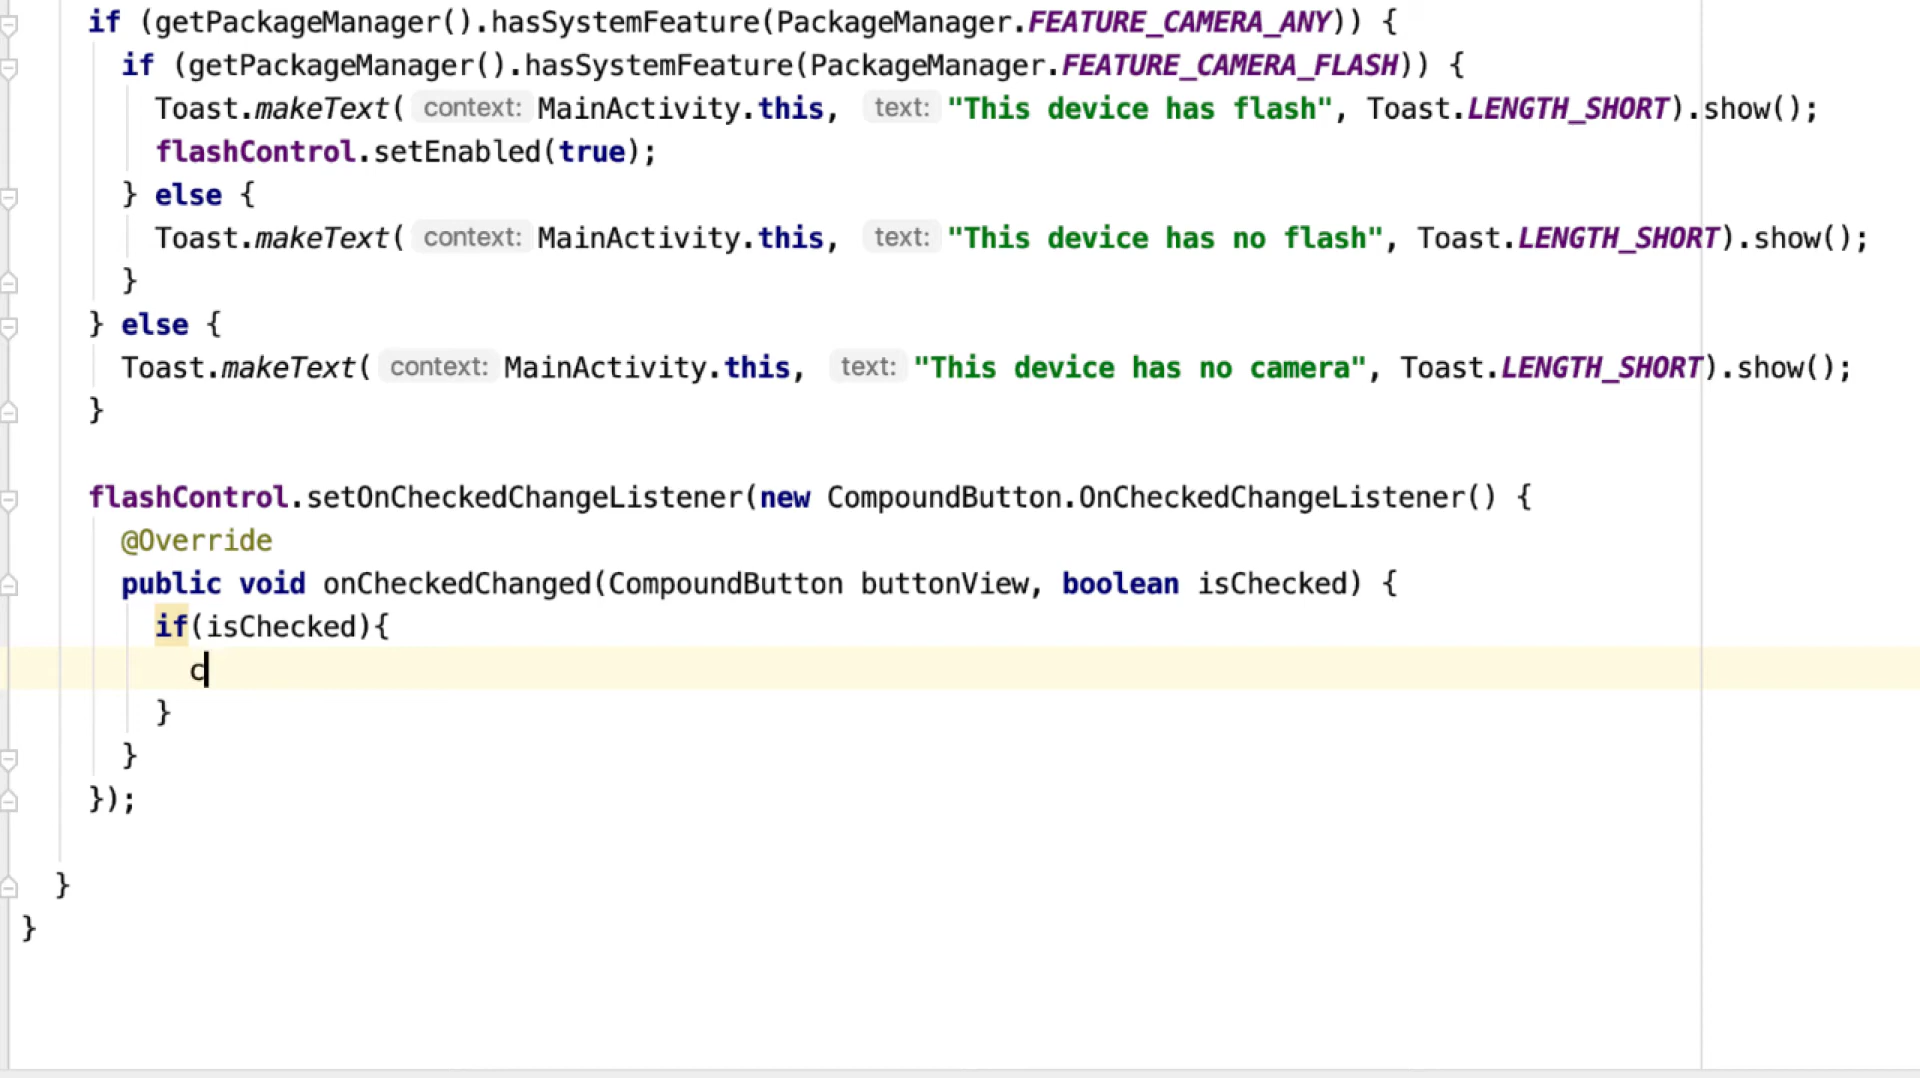 if (getPackageManager().hasSystemFeature(PackageManager.FEATURE_CAMERA_ANY)) {
if (getPackageManager().hasSystemFeature(PackageManager.FEATURE_CAMERA_FLASH)) {
Toast.makeText( context: MainActivity.this, text: "This device has flash", Toast.LENGTH_SHORT).show();
flashControl.setEnabled(true);
} else {
Toast.makeText( context: MainActivity.this, text: "This device has no flash", Toast.LENGTH_SHORT).show();
}
} else {
Toast.makeText( context: MainActivity.this, text: "This device has no camera", Toast.LENGTH_SHORT).show();
}
flashControl.setOnCheckedChangeListener(new CompoundButton.OnCheckedChangeListener() {
@Override
public void onCheckedChanged(CompoundButton buttonView, boolean isChecked) {
if(isChecked){
c
}
}
});
}
}